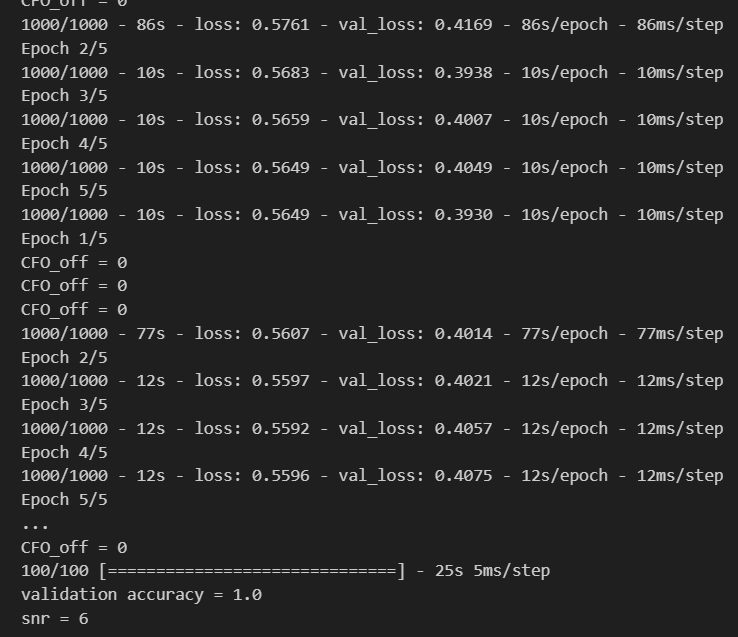 CFO_off = 0
1000/1000 - 86s - loss: 0.5761 - val_loss: 0.4169 - 86s/epoch - 86ms/step
Epoch 2/5
1000/1000 - 10s - loss: 0.5683 - val_loss: 0.3938 - 10s/epoch - 10ms/step
Epoch 3/5
1000/1000 - 10s - loss: 0.5659 - val_loss: 0.4007 - 10s/epoch - 10ms/step
Epoch 4/5
1000/1000 - 10s - loss: 0.5649 - val_loss: 0.4049 - 10s/epoch - 10ms/step
Epoch 5/5
1000/1000 - 10s - loss: 0.5649 - val_loss: 0.3930 - 10s/epoch - 10ms/step
Epoch 1/5
CFO_off = 0
CFO_off = 0
CFO_off = 0
1000/1000 - 77s - loss: 0.5607 - val_loss: 0.4014 - 77s/epoch - 77ms/step
Epoch 2/5
1000/1000 - 12s - loss: 0.5597 - val_loss: 0.4021 - 12s/epoch - 12ms/step
Epoch 3/5
1000/1000 - 12s - loss: 0.5592 - val_loss: 0.4057 - 12s/epoch - 12ms/step
Epoch 4/5
1000/1000 - 12s - loss: 0.5596 - val_loss: 0.4075 - 12s/epoch - 12ms/step
Epoch 5/5
...
CFO_off = 0
100/100 [==============================] - 25s 5ms/step
validation accuracy = 1.0
snr = 6